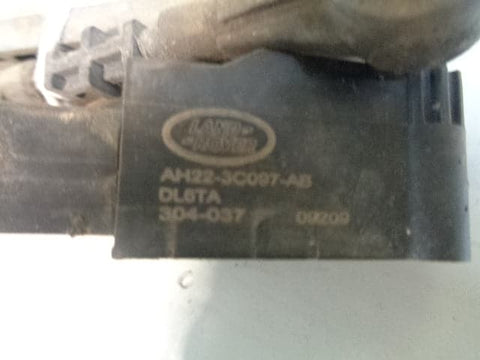 LAND-
-ROVER
AH22-3C097-AB
DL6TA
304-037 09209